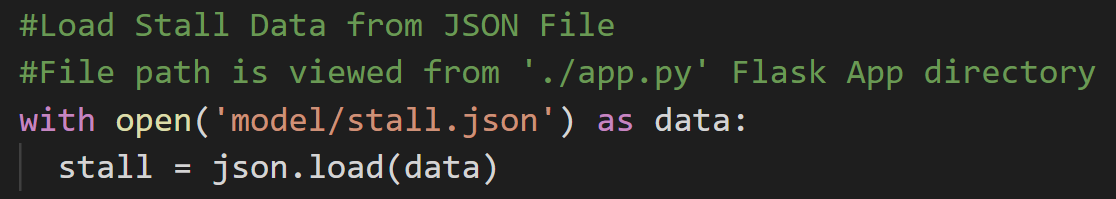 #Load Stall Data from JSON File
#File path is viewed from './app.py' Flask App directory
with open('model/stall.json') as data:
  stall = json.load(data)